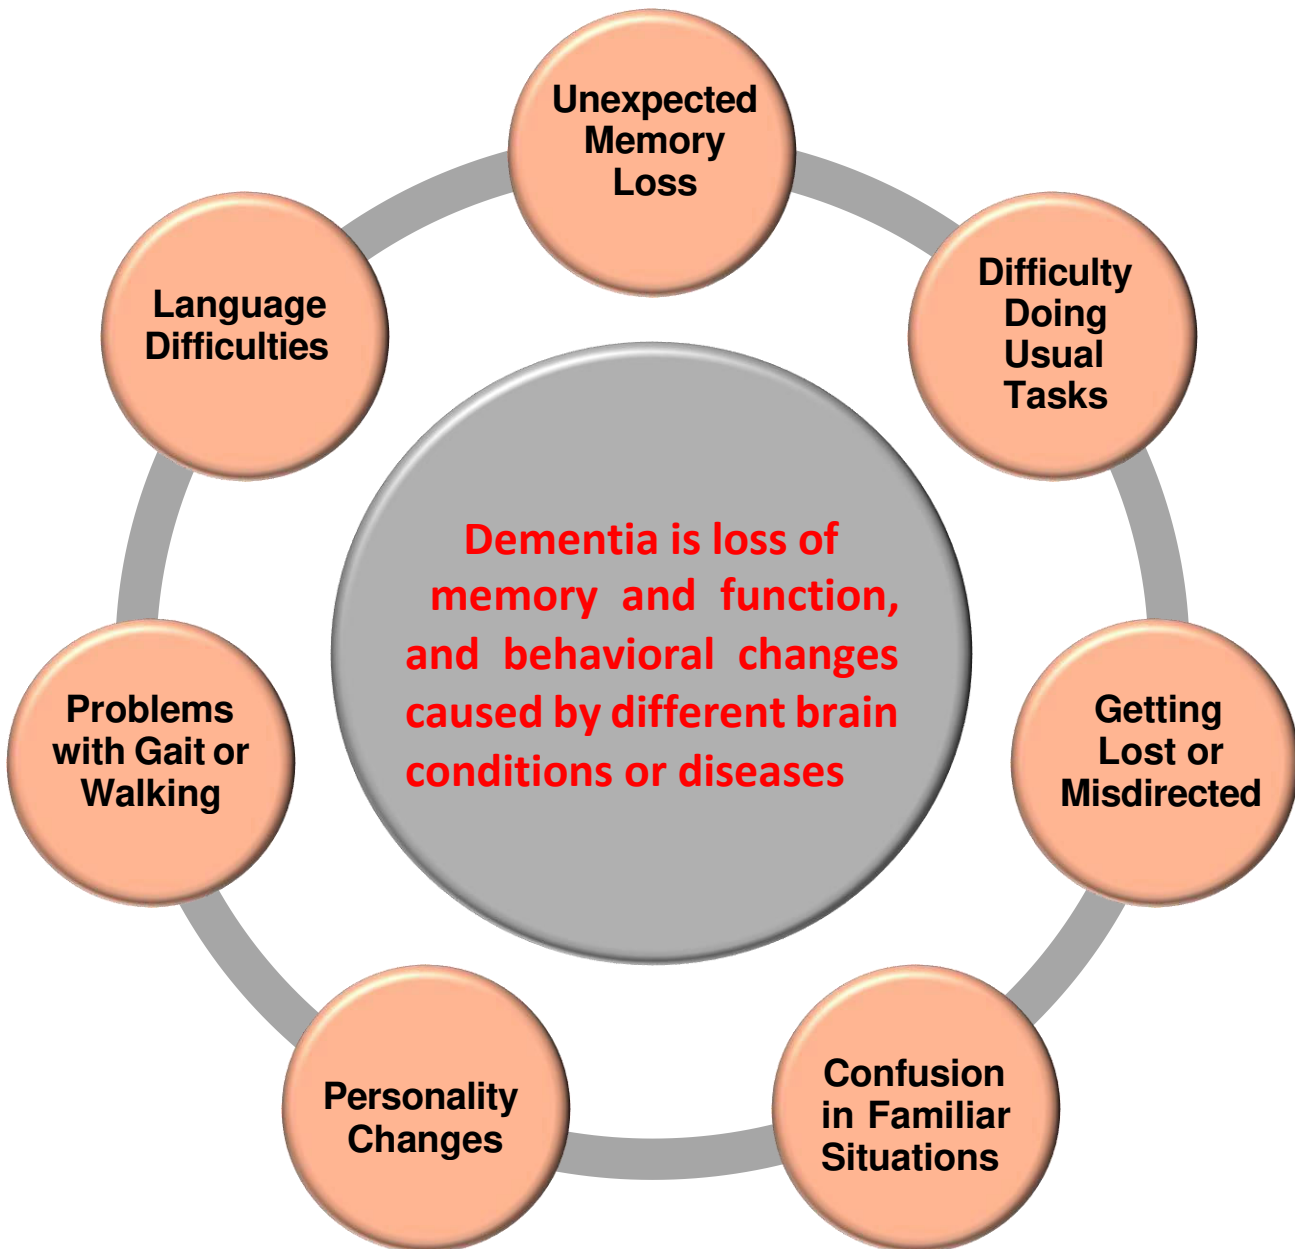 Unexpected
Memory
Loss
Difficulty
Doing
Usual
Tasks
Getting
Lost or
Misdirected
Confusion
in Familiar
Situations
Personality
Changes
Problems
with Gait or
Walking
Language
Difficulties
Dementia is loss of
memory and function,
and behavioral changes
caused by different brain
conditions or diseases